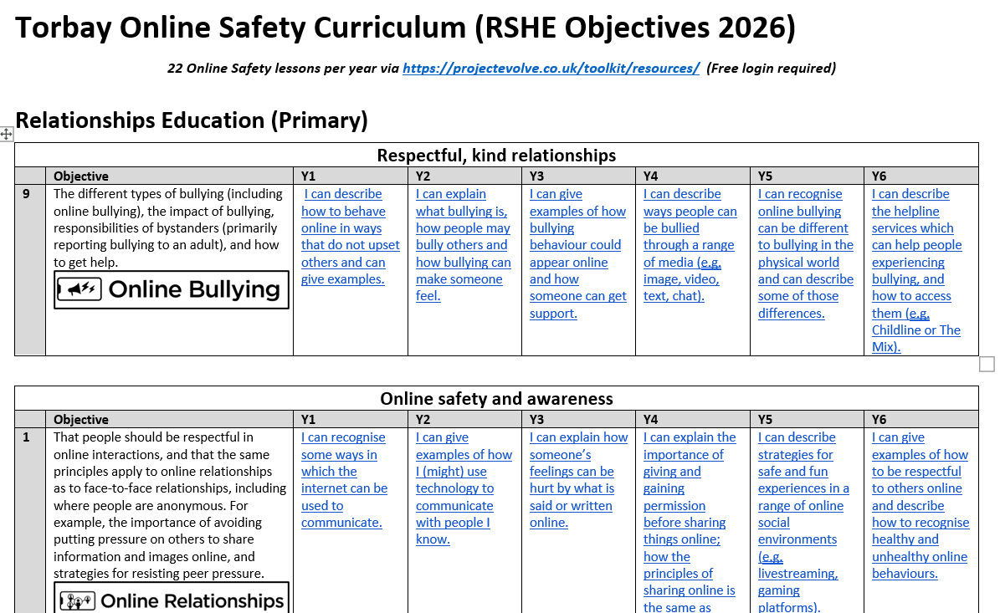 Torbay Online Safety Curriculum (RSHE Objectives 2026)
22 Online Safety lessons per year via https://projectevolve.co.uk/toolkit/resources/ (Free login required)
Relationships Education (Primary)
Respectful, kind relationships
Objective
Y1
Y2
Y3
Y4
Y5
Y6
9
The different types of bullying (including
online bullying), the impact of bullying,
responsibilities of bystanders (primarily
reporting bullying to an adult), and how
to get help.
Online Bullying
I can describe
how to behave
online in ways
that do not upset
others and can
give examples.
I can explain
what bullying is,
how people may
bully others and
how bullying can
make someone
feel.
I can give
examples of how
bullying
behaviour could
appear online
and how
someone can get
support.
I can describe
ways people can
be bullied
through a range
of media (e.g.
image, video,
text, chat).
I can recognise
online bullying
can be different
to bullying in the
physical world
and can describe
some of those
differences.
I can describe
the helpline
services which
can help people
experiencing
bullying, and
how to access
them (e.g.
Childline or The
Mix).
Online safety and awareness
Objective
Y1
Y2
Y3
Y4
Y5
Y6
1
That people should be respectful in
online interactions, and that the same
principles apply to online relationships
as to face-to-face relationships, including
where people are anonymous. For
example, the importance of avoiding
putting pressure on others to share
information and images online, and
strategies for resisting peer pressure.
Online Relationships
I can recognise
some ways in
which the
internet can be
used to
communicate.
I can give
examples of how
I (might) use
technology to
communicate
with people I
know.
I can explain how
someone’s
feelings can be
hurt by what is
said or written
online.
I can explain the
importance of
giving and
gaining
permission
before sharing
things online;
how the
principles of
sharing online is
the same as
I can describe
strategies for
safe and fun
experiences in a
range of online
social
environments
(e.g.
livestreaming,
gaming
platforms).
I can give
examples of how
to be respectful
to others online
and describe
how to recognise
healthy and
unhealthy online
behaviours.